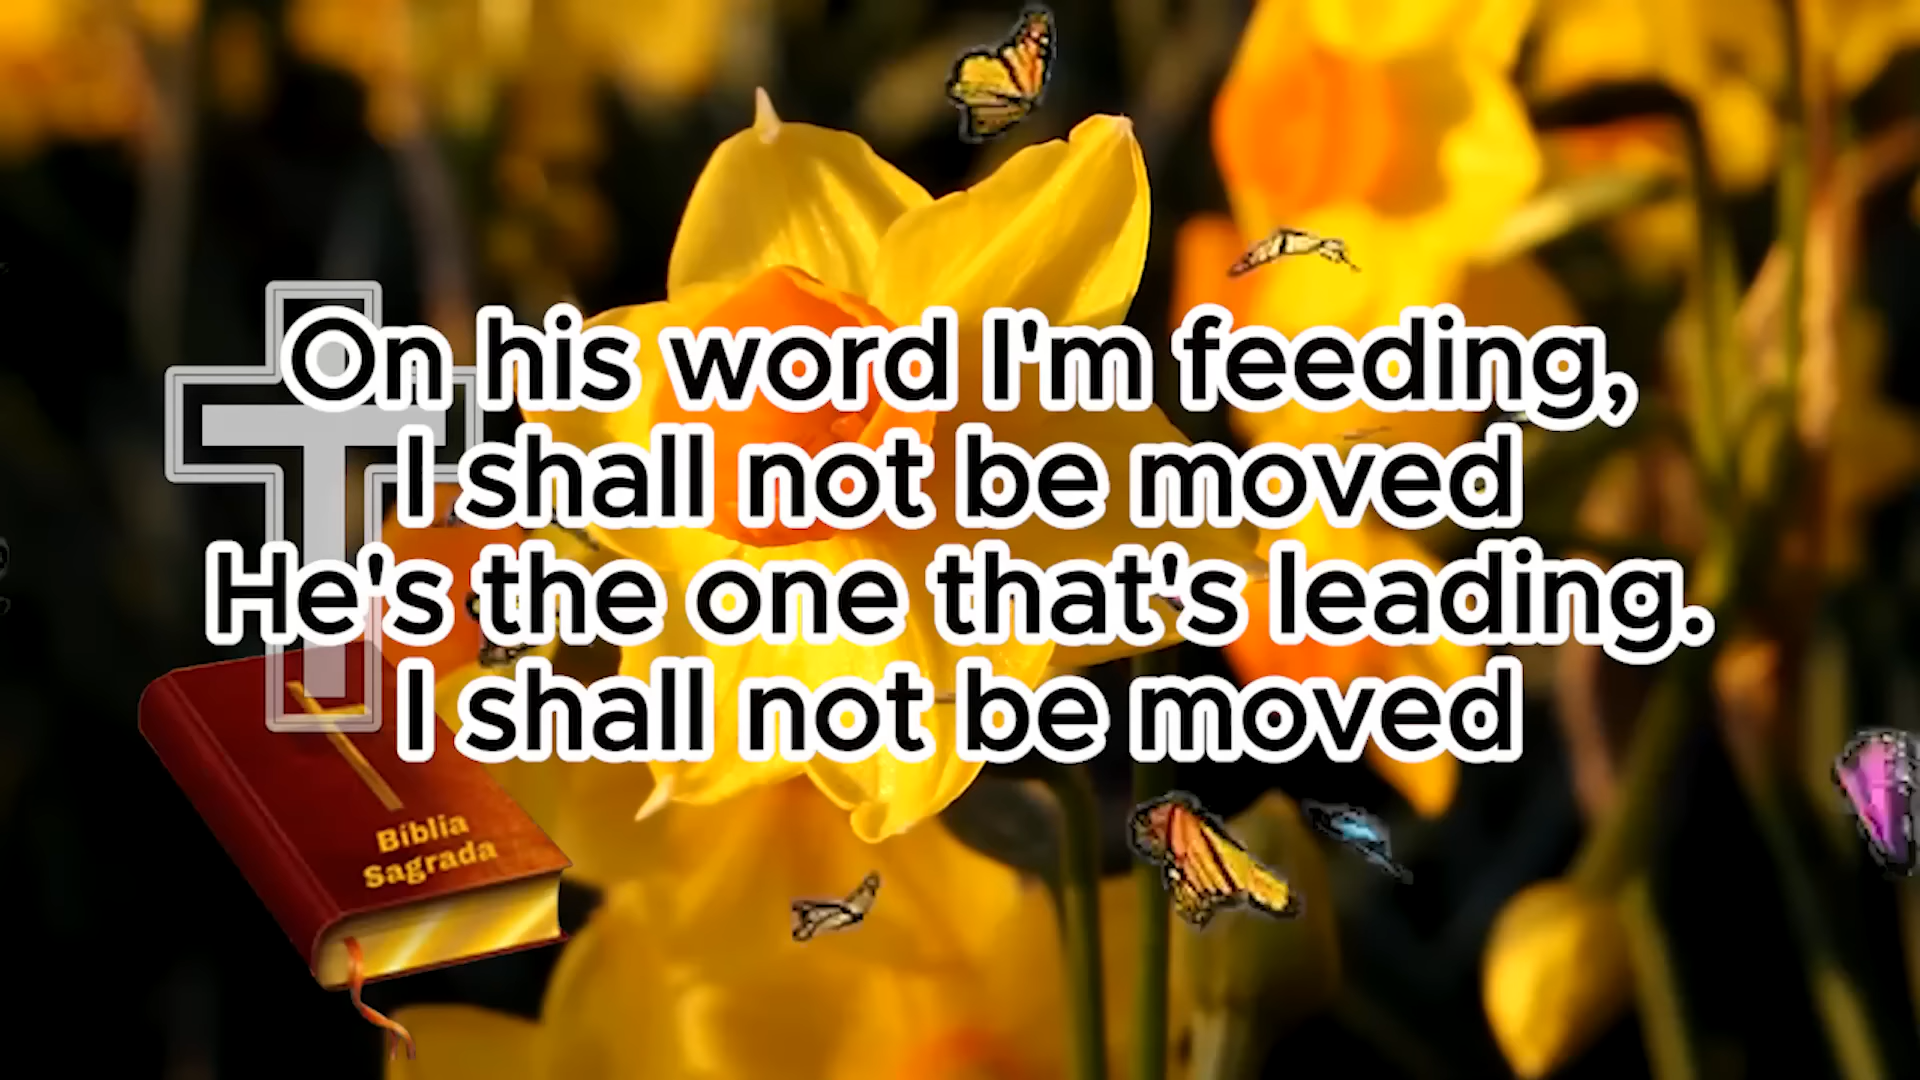 On his word I'm feeding,
I shall not be moved
He's the one that's leading.
I shall not be moved
Bíblia
Sagrada